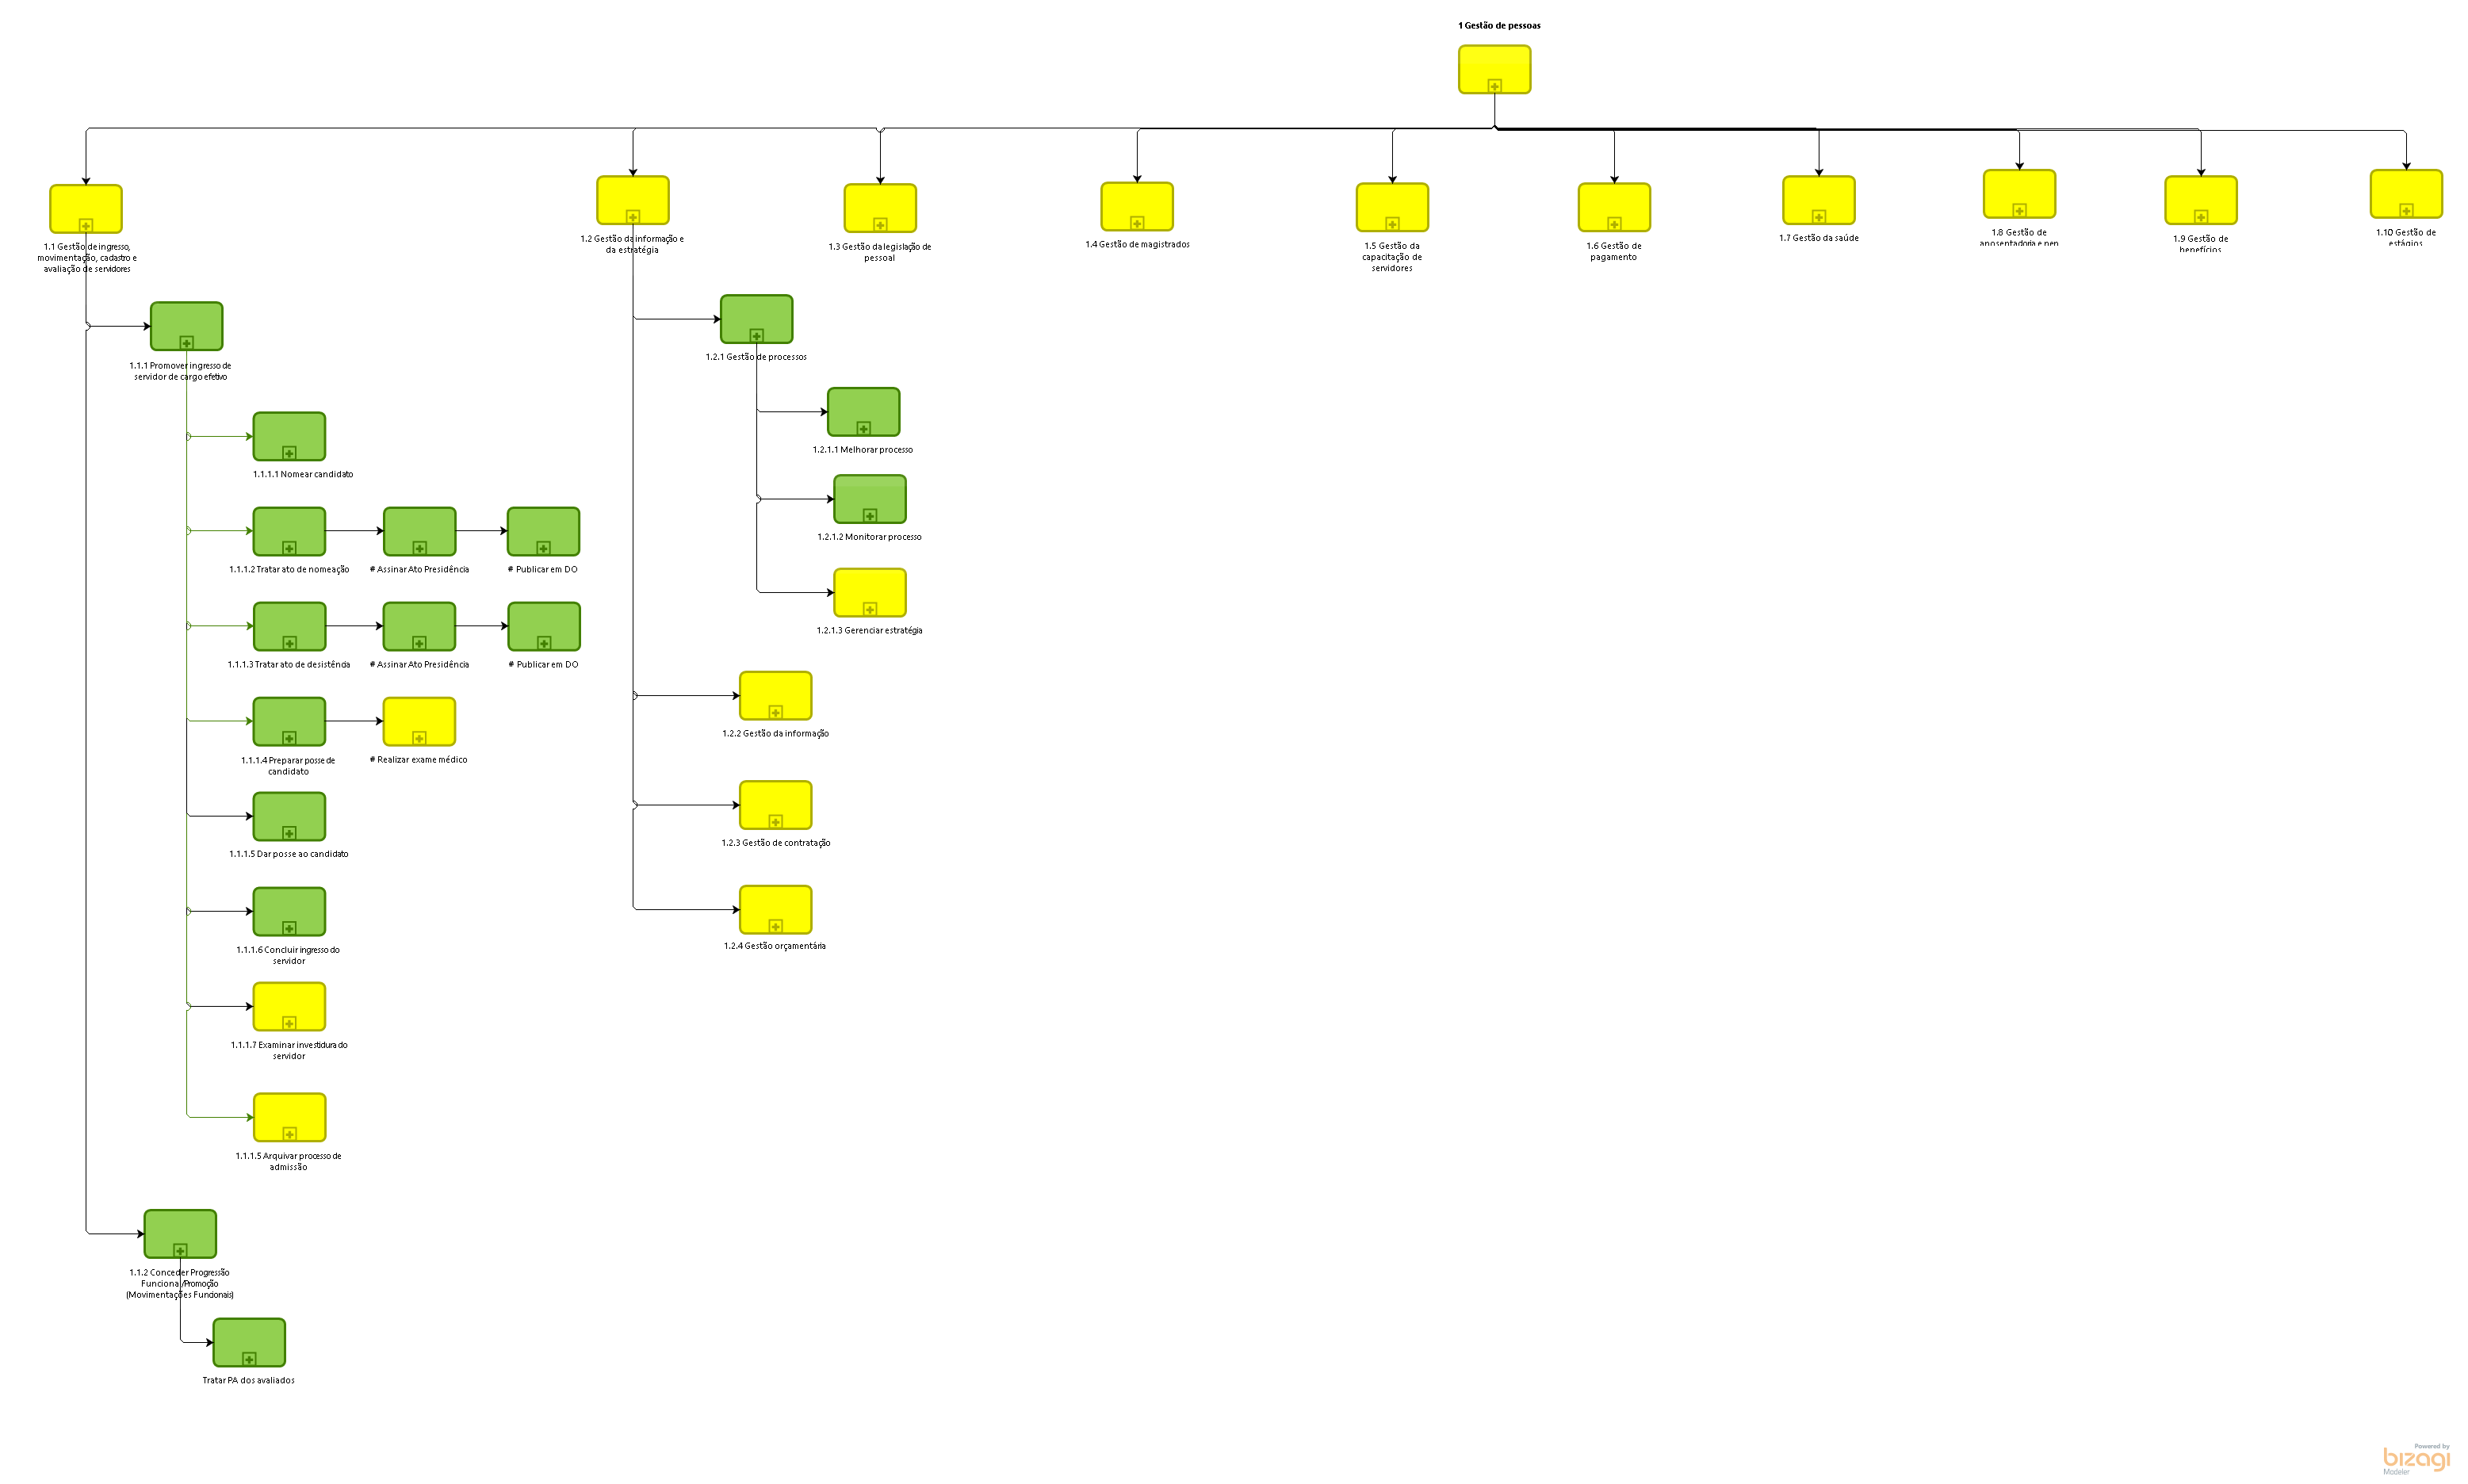 1 Gestão de pessoas
1.1 Gestão de ingresso,
movimentação, cadastro e
avaliação de servidores
1.2 Gestão da informação e
da estratégia
1.3 Gestão da legislação de
pessoal
1.4 Gestão de magistrados
1.5 Gestão da
capacitação de
servidores
1.6 Gestão de
pagamento
1.7 Gestão da saúde
1.8 Gestão de
aposentadoria e pen
1.9 Gestão de
benefícios
1.10 Gestão de
estágios
1.1.1 Promover ingresso de
servidor de cargo efetivo
1.2.1 Gestão de processos
1.1.1.1 Nomear candidato
1.2.1.1 Melhorar processo
1.1.1.2 Tratar ato de nomeação
# Assinar Ato Presidência
# Publicar em DO
1.2.1.2 Monitorar processo
1.1.1.3 Tratar ato de desistência
# Assinar Ato Presidência
# Publicar em DO
1.2.1.3 Gerenciar estratégia
1.1.1.4 Preparar posse de
candidato
# Realizar exame médico
1.2.2 Gestão da informação
1.1.1.5 Dar posse ao candidato
1.2.3 Gestão de contratação
1.1.1.6 Concluir ingresso do
servidor
1.2.4 Gestão orçamentária
1.1.1.7 Examinar investidura do
servidor
1.1.1.5 Arquivar processo de
admissão
1.1.2 Conceder Progressão
Funcional/Promoção
(Movimentações Funcionais)
Tratar PA dos avaliados
Powered by
bizagi
Modeler